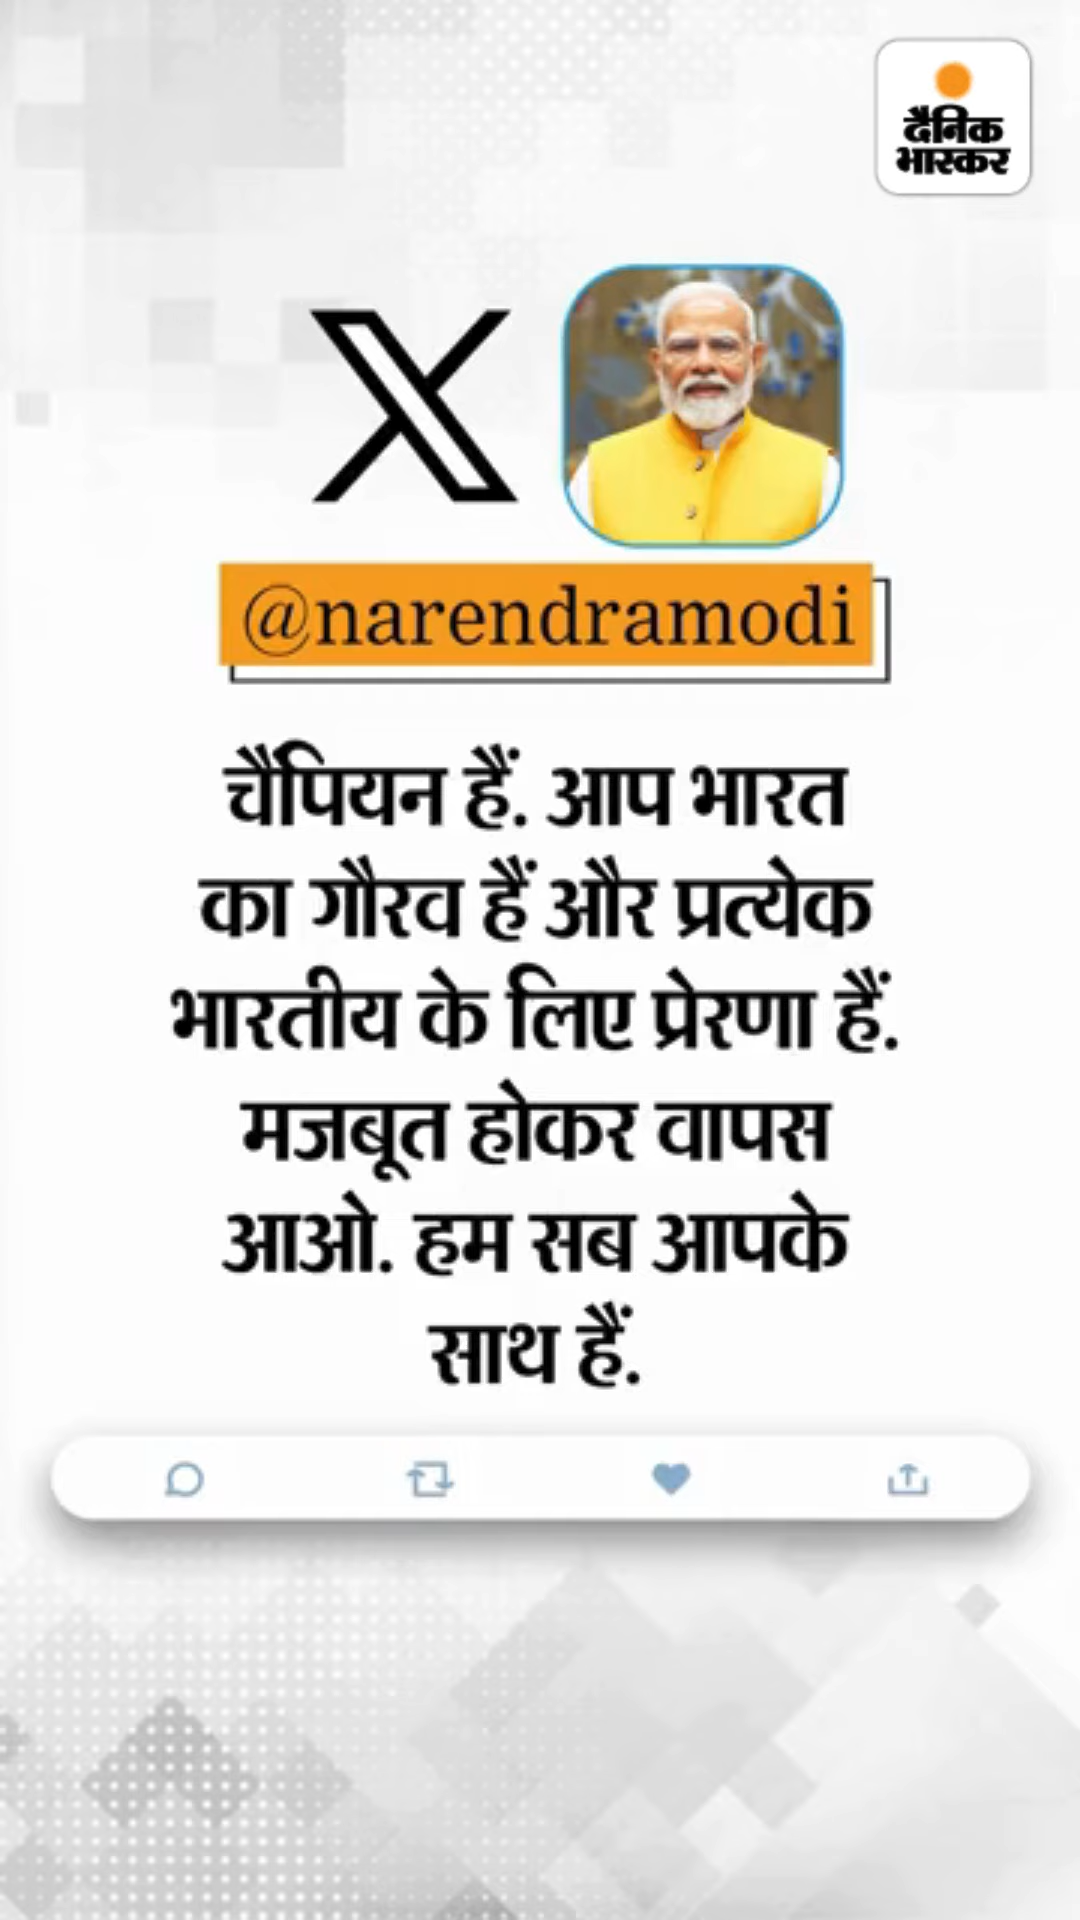 दैनिक
भास्कर
X
@narendramodi
चैंपियन हैं. आप भारत
का गौरव हैं और प्रत्येक
भारतीय के लिए प्रेरणा हैं.
मजबूत होकर वापस
आओ. हम सब आपके
साथ हैं.